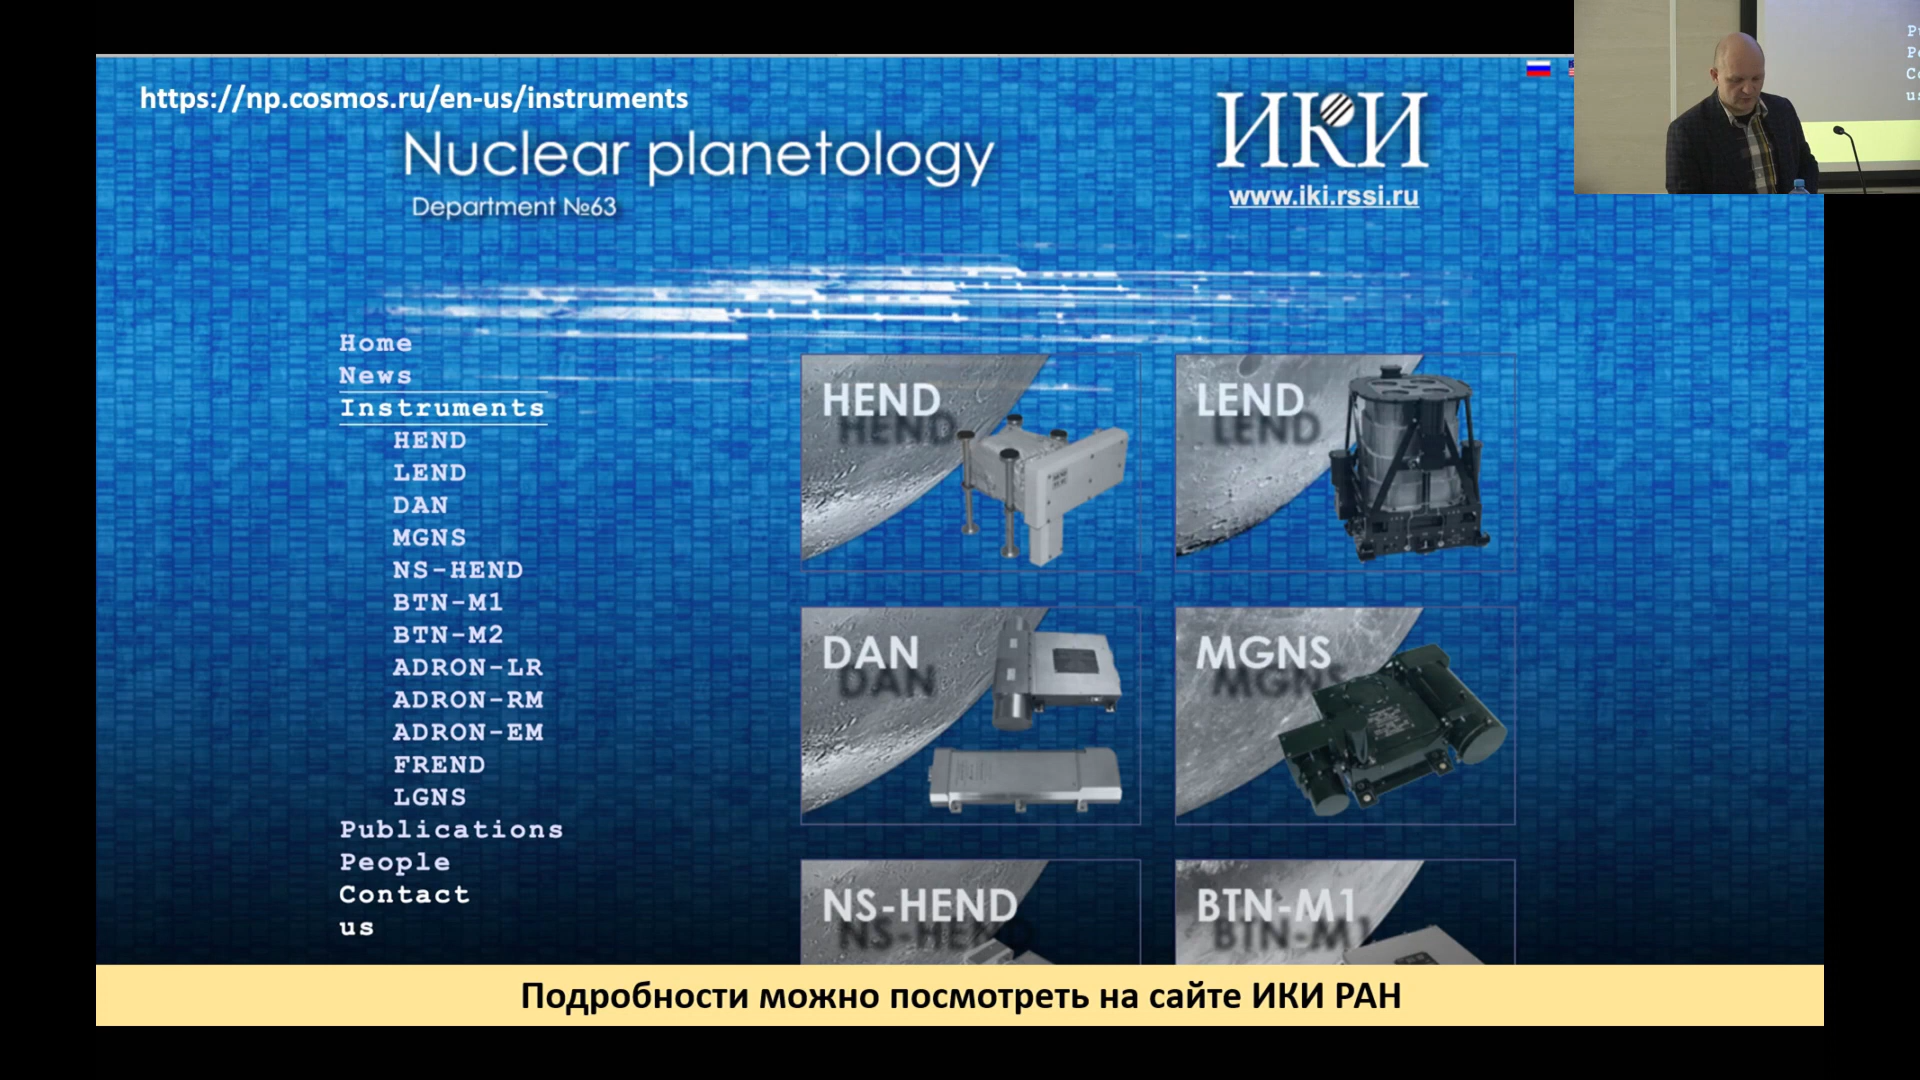 https://np.cosmos.ru/en-us/instruments
Nuclear planetology
Department №63
ИКИ
www.iki.rssi.ru
Home
News
Instruments
HEND
LEND
DAN
MGNS
NS-HEND
BTN-M1
BTN-M2
ADRON-LR
ADRON-RM
ADRON-EM
FREND
LGNS
Publications
People
Contact
us
HEND
LEND
DAN
MGNS
NS-HEND
BTN-M1
Подробности можно посмотреть на сайте ИКИ РАН